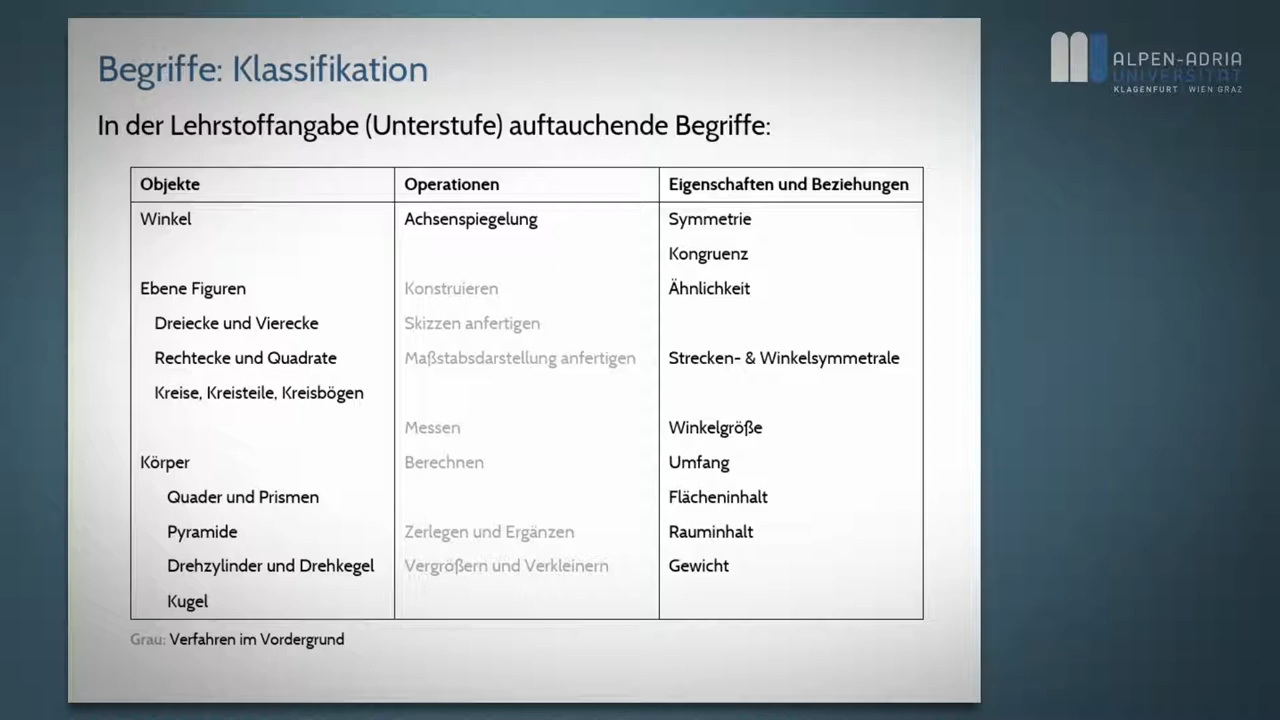 Begriffe: Klassifikation
ALPEN-ADRIA
UNIVERSITÄT
KLAGENFURT | WIEN GRAZ
In der Lehrstoffangabe (Unterstufe) auftauchende Begriffe:
Objekte Operationen Eigenschaften und Beziehungen
Winkel Achsenspiegelung Symmetrie
Kongruenz
Ebene Figuren Konstruieren Ähnlichkeit
Dreiecke und Vierecke Skizzen anfertigen
Rechtecke und Quadrate Maßstabsdarstellung anfertigen Strecken- & Winkelsymmetrale
Kreise, Kreisteile, Kreisbögen
Messen Winkelgröße
Körper Berechnen Umfang
Quader und Prismen Flächeninhalt
Pyramide Zerlegen und Ergänzen Rauminhalt
Drehzylinder und Drehkegel Vergrößern und Verkleinern Gewicht
Kugel
Grau: Verfahren im Vordergrund